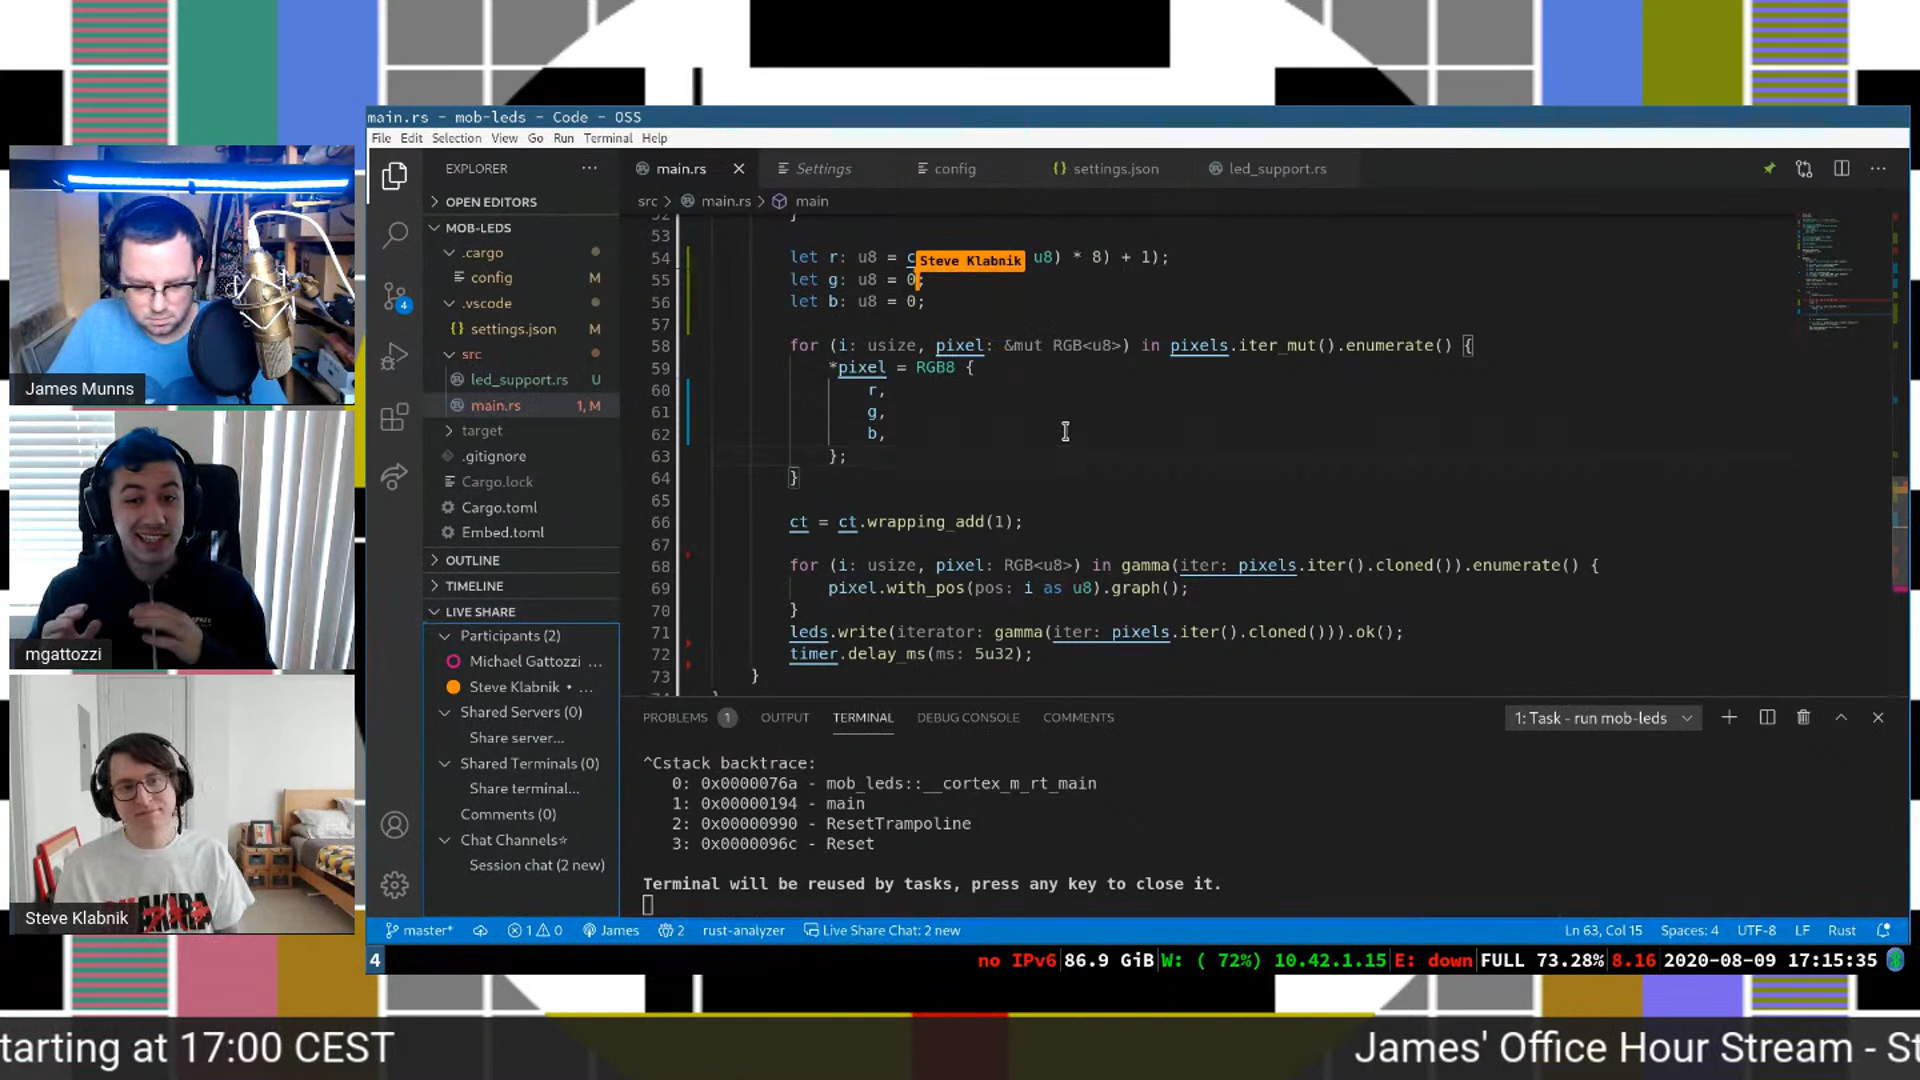 James Munns
mgattozzi
Steve Klabnik
main.rs - mob-leds - Code - OSS
File Edit Selection View Go Run Terminal Help
EXPLORER
OPEN EDITORS
MOB-LEDS
.cargo
config M
.vscode
settings.json M
src
led_support.rs U
main.rs 1, M
target
.gitignore
Cargo.lock
Cargo.toml
Embed.toml
OUTLINE
TIMELINE
LIVE SHARE
Participants (2)
Michael Gattozzi ...
Steve Klabnik • ...
Shared Servers (0)
Share server...
Shared Terminals (0)
Share terminal...
Comments (0)
Chat Channels☆
Session chat (2 new)
4
main.rs Settings config settings.json led_support.rs
src > main.rs > main
52 }
53
54 let r: u8 = c Steve Klabnik u8) * 8) + 1);
55 let g: u8 = 0;
56 let b: u8 = 0;
57
58 for (i: usize, pixel: &mut RGB<u8>) in pixels.iter_mut().enumerate() {
59 *pixel = RGB8 {
60 r,
61 g,
62 b,
63 };
64 }
65
66 ct = ct.wrapping_add(1);
67
68 for (i: usize, pixel: RGB<u8>) in gamma(iter: pixels.iter().cloned()).enumerate() {
69 pixel.with_pos(pos: i as u8).graph();
70 }
71 leds.write(iterator: gamma(iter: pixels.iter().cloned())).ok();
72 timer.delay_ms(ms: 5u32);
73 }
PROBLEMS 1 OUTPUT TERMINAL DEBUG CONSOLE COMMENTS 1: Task - run mob-leds
^Cstack backtrace:
0: 0x0000076a - mob_leds::__cortex_m_rt_main
1: 0x00000194 - main
2: 0x00000990 - ResetTrampoline
3: 0x0000096c - Reset
Terminal will be reused by tasks, press any key to close it.
master* 1 0 James 2 rust-analyzer Live Share Chat: 2 new Ln 63, Col 15 Spaces: 4 UTF-8 LF Rust
4 no IPv6|86.9 GiB|W: ( 72%) 10.42.1.15|E: down|FULL 73.28%|8.16|2020-08-09 17:15:35
tarting at 17:00 CEST James' Office Hour Stream - St